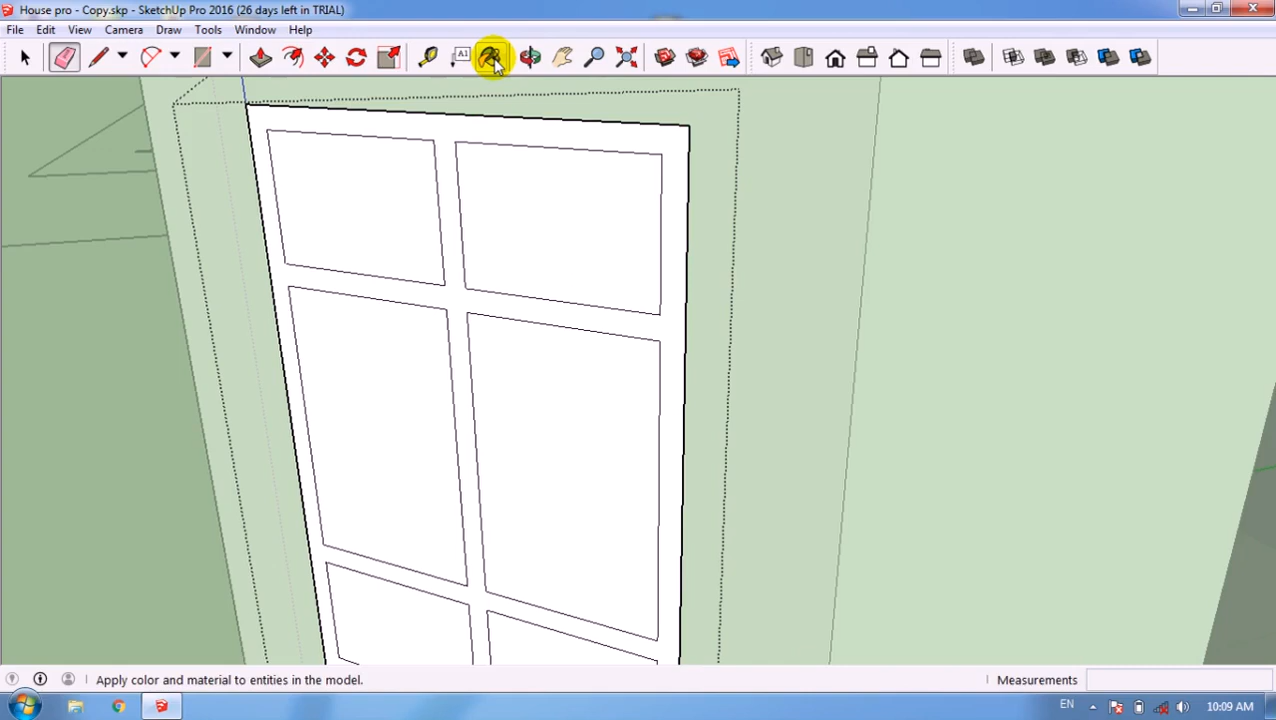 House pro - Copy.skp - SketchUp Pro 2016 (26 days left in TRIAL)
File Edit View Camera Draw Tools Window Help
A1
Apply color and material to entities in the model.
Measurements
EN
10:09 AM